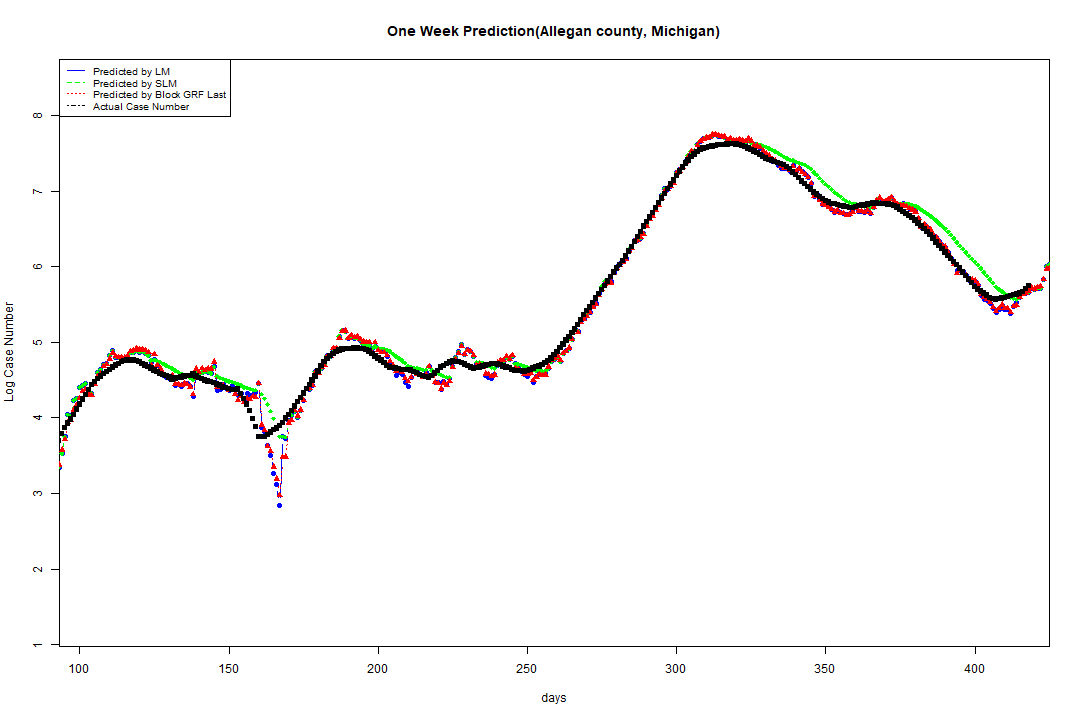 One Week Prediction(Allegan county, Michigan)
Predicted by LM
Predicted by SLM
Predicted by Block GRF Last
Actual Case Number
Log Case Number
8
7
6
5
4
3
2
1
100 150 200 250 300 350 400
days